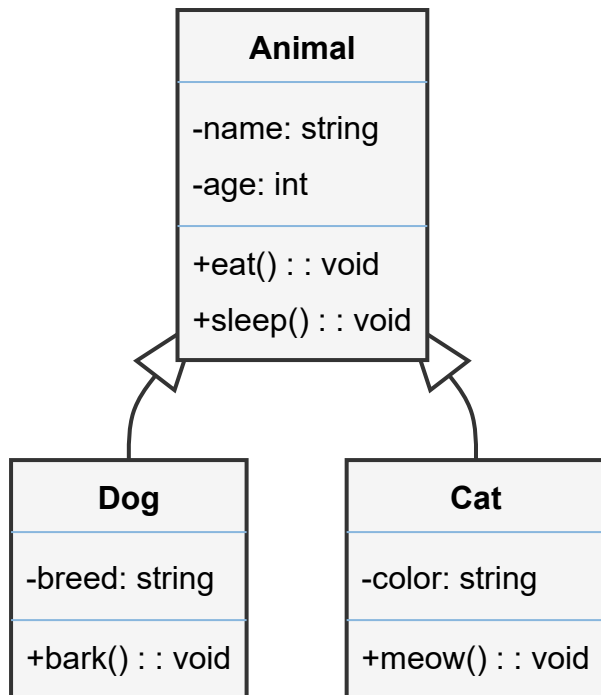 Animal
-name: string
-age: int
+eat() : : void
+sleep() : : void
Dog
-breed: string
+bark() : : void
Cat
-color: string
+meow() : : void